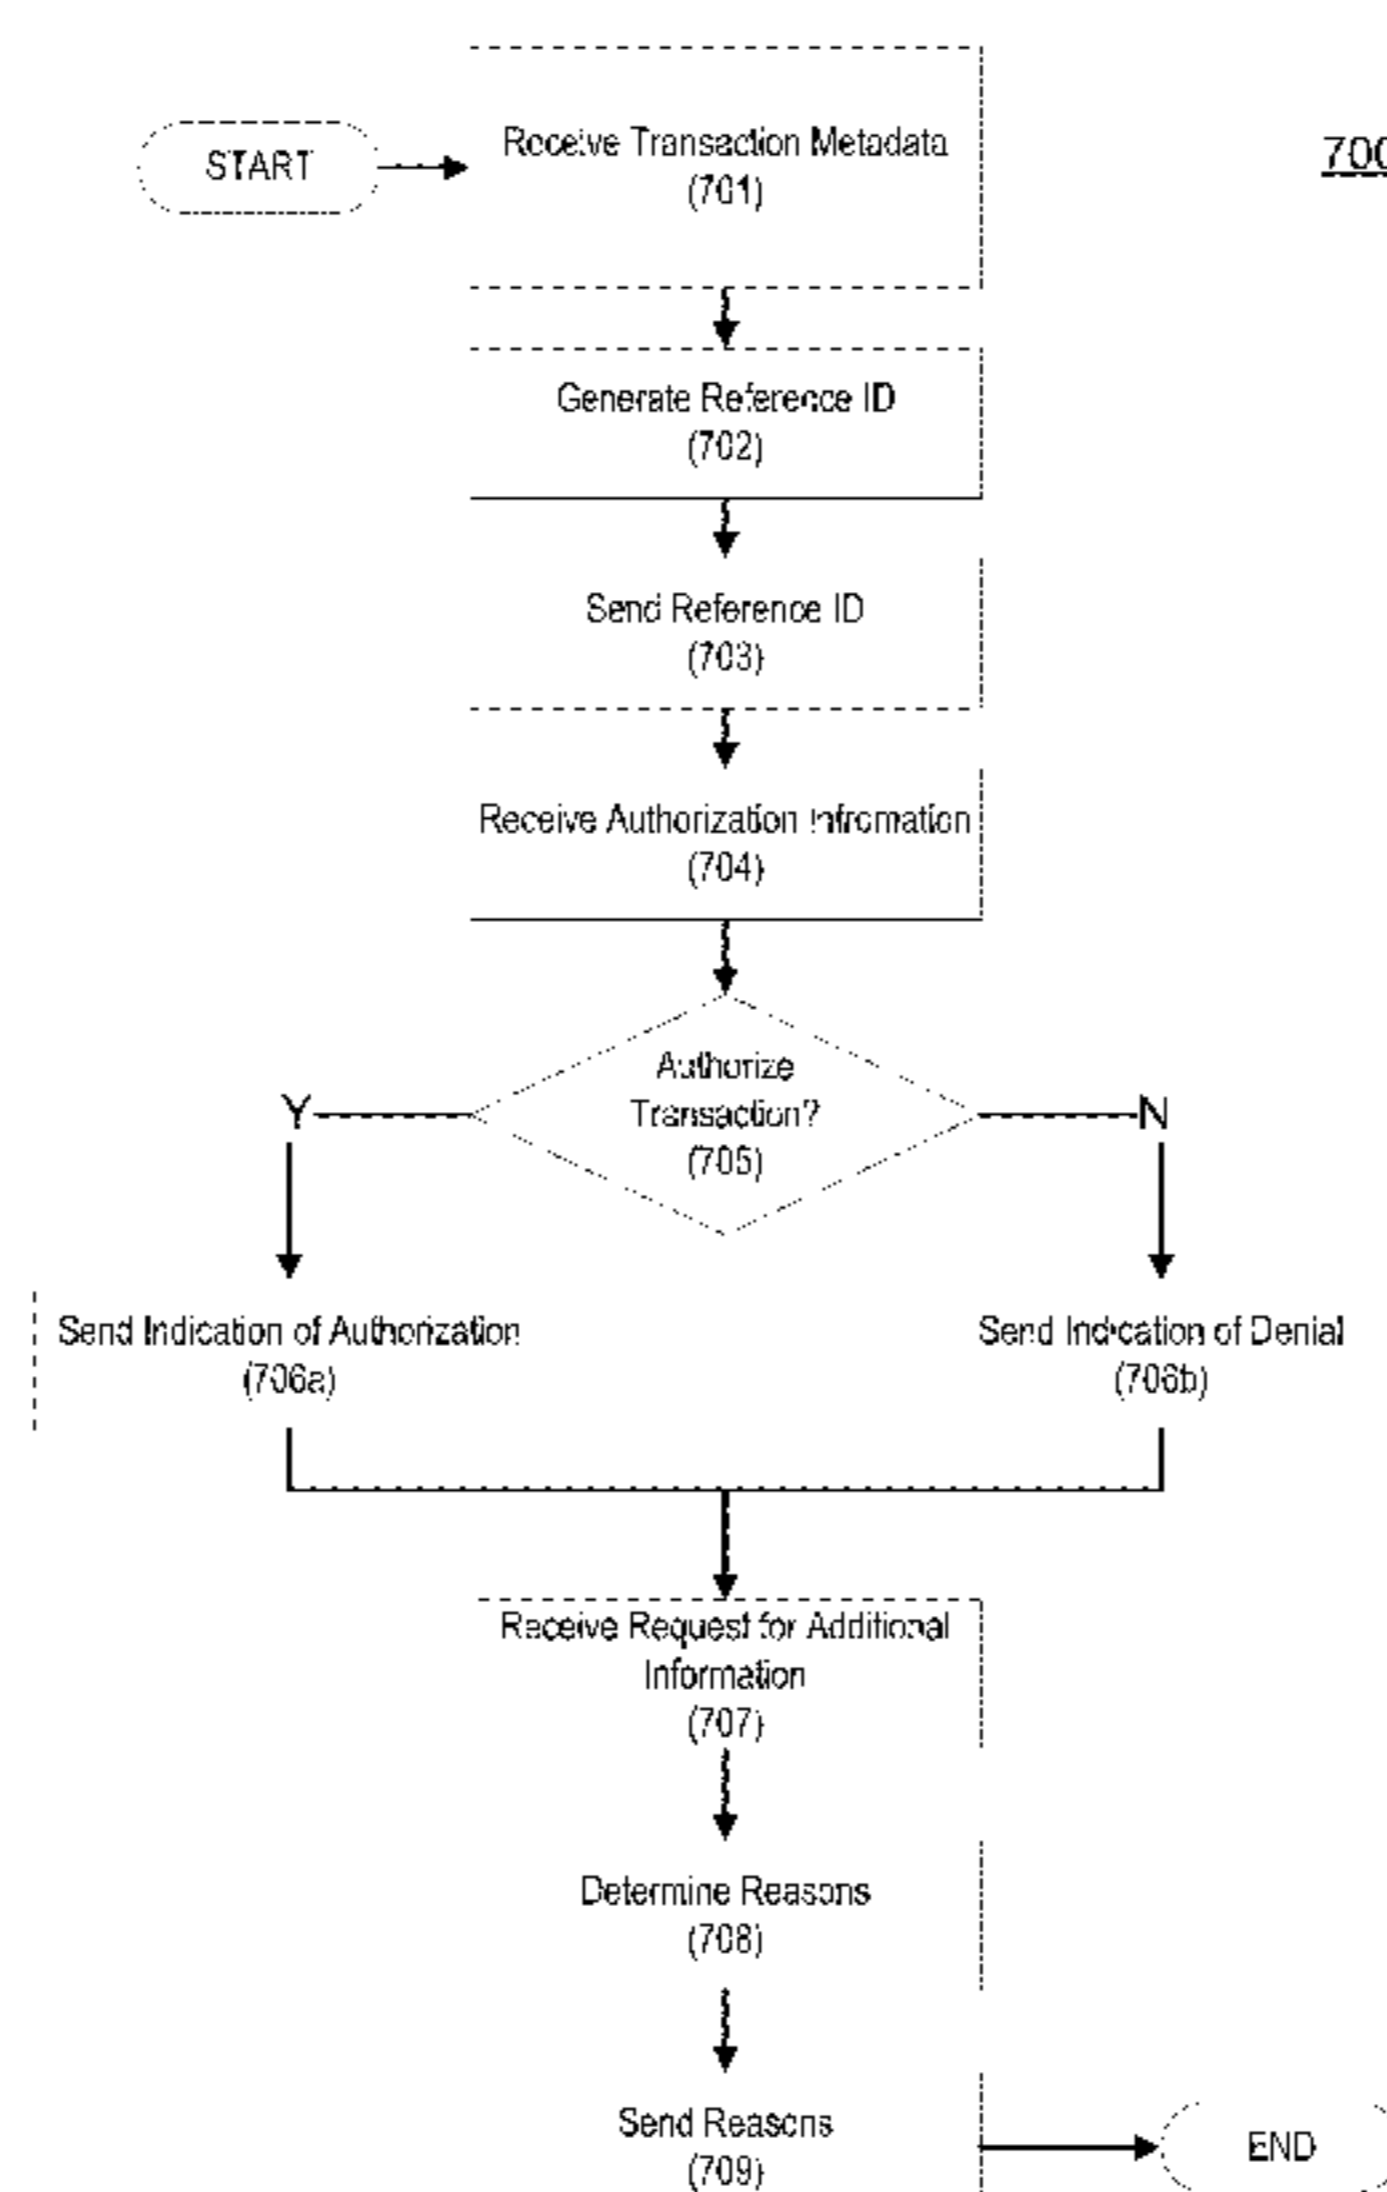 START
Receive Transaction Metadata
(701)
700
Generate Reference ID
(702)
Send Reference ID
(703)
Receive Authorization Infromation
(704)
Authorize
Transaction?
(705)
Y
N
Send Indication of Authorization
(706a)
Send Indication of Denial
(706b)
Receive Request for Additional
Information
(707)
Determine Reasons
(708)
Send Reasons
(709)
END